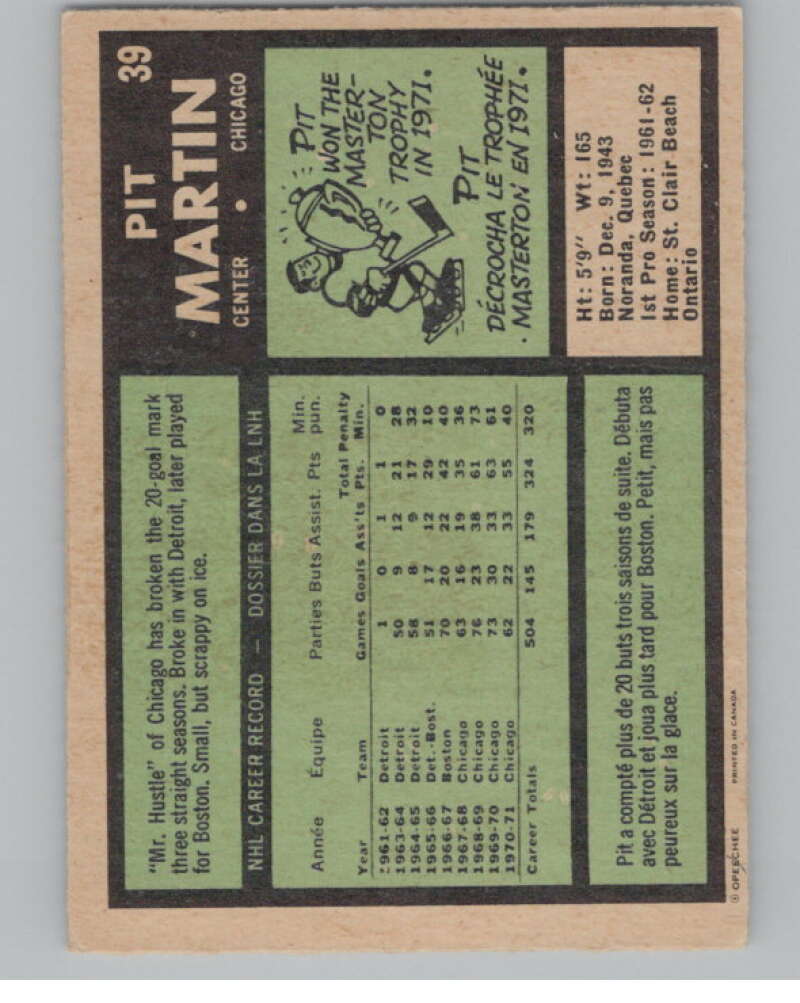 PIT 39
MARTIN
CENTER • CHICAGO
"Mr. Hustle" of Chicago has broken the 20-goal mark
three straight seasons. Broke in with Detroit, later played
for Boston. Small, but scrappy on ice.
NHL CAREER RECORD — DOSSIER DANS LA LNH
Année Équipe Parties Buts Assist. Pts Min. pun.
Year Team Games Goals Ass'ts Total Pts. Penalty Min.
1961-62 Detroit 1 0 1 1 0
1963-64 Detroit 50 9 12 21 28
1964-65 Detroit 58 8 9 17 32
1965-66 Det.-Bost. 51 17 12 29 10
1966-67 Boston 70 20 22 42 40
1967-68 Chicago 63 16 19 35 36
1968-69 Chicago 76 23 38 61 73
1969-70 Chicago 73 30 33 63 61
1970-71 Chicago 62 22 33 55 40
Career Totals 504 145 179 324 320
PIT
WON THE
MASTER-
TON
TROPHY
IN 1971.
PIT
DÉCROCHA LE TROPHÉE
MASTERTON EN 1971.
Pit a compté plus de 20 buts trois saisons de suite. Débuta
avec Détroit et joua plus tard pour Boston. Petit, mais pas
peureux sur la glace.
Ht: 5'9" Wt: 165
Born: Dec. 9, 1943
Noranda, Quebec
1st Pro Season: 1961-62
Home: St. Clair Beach
Ontario
© OPEECHEE PRINTED IN CANADA